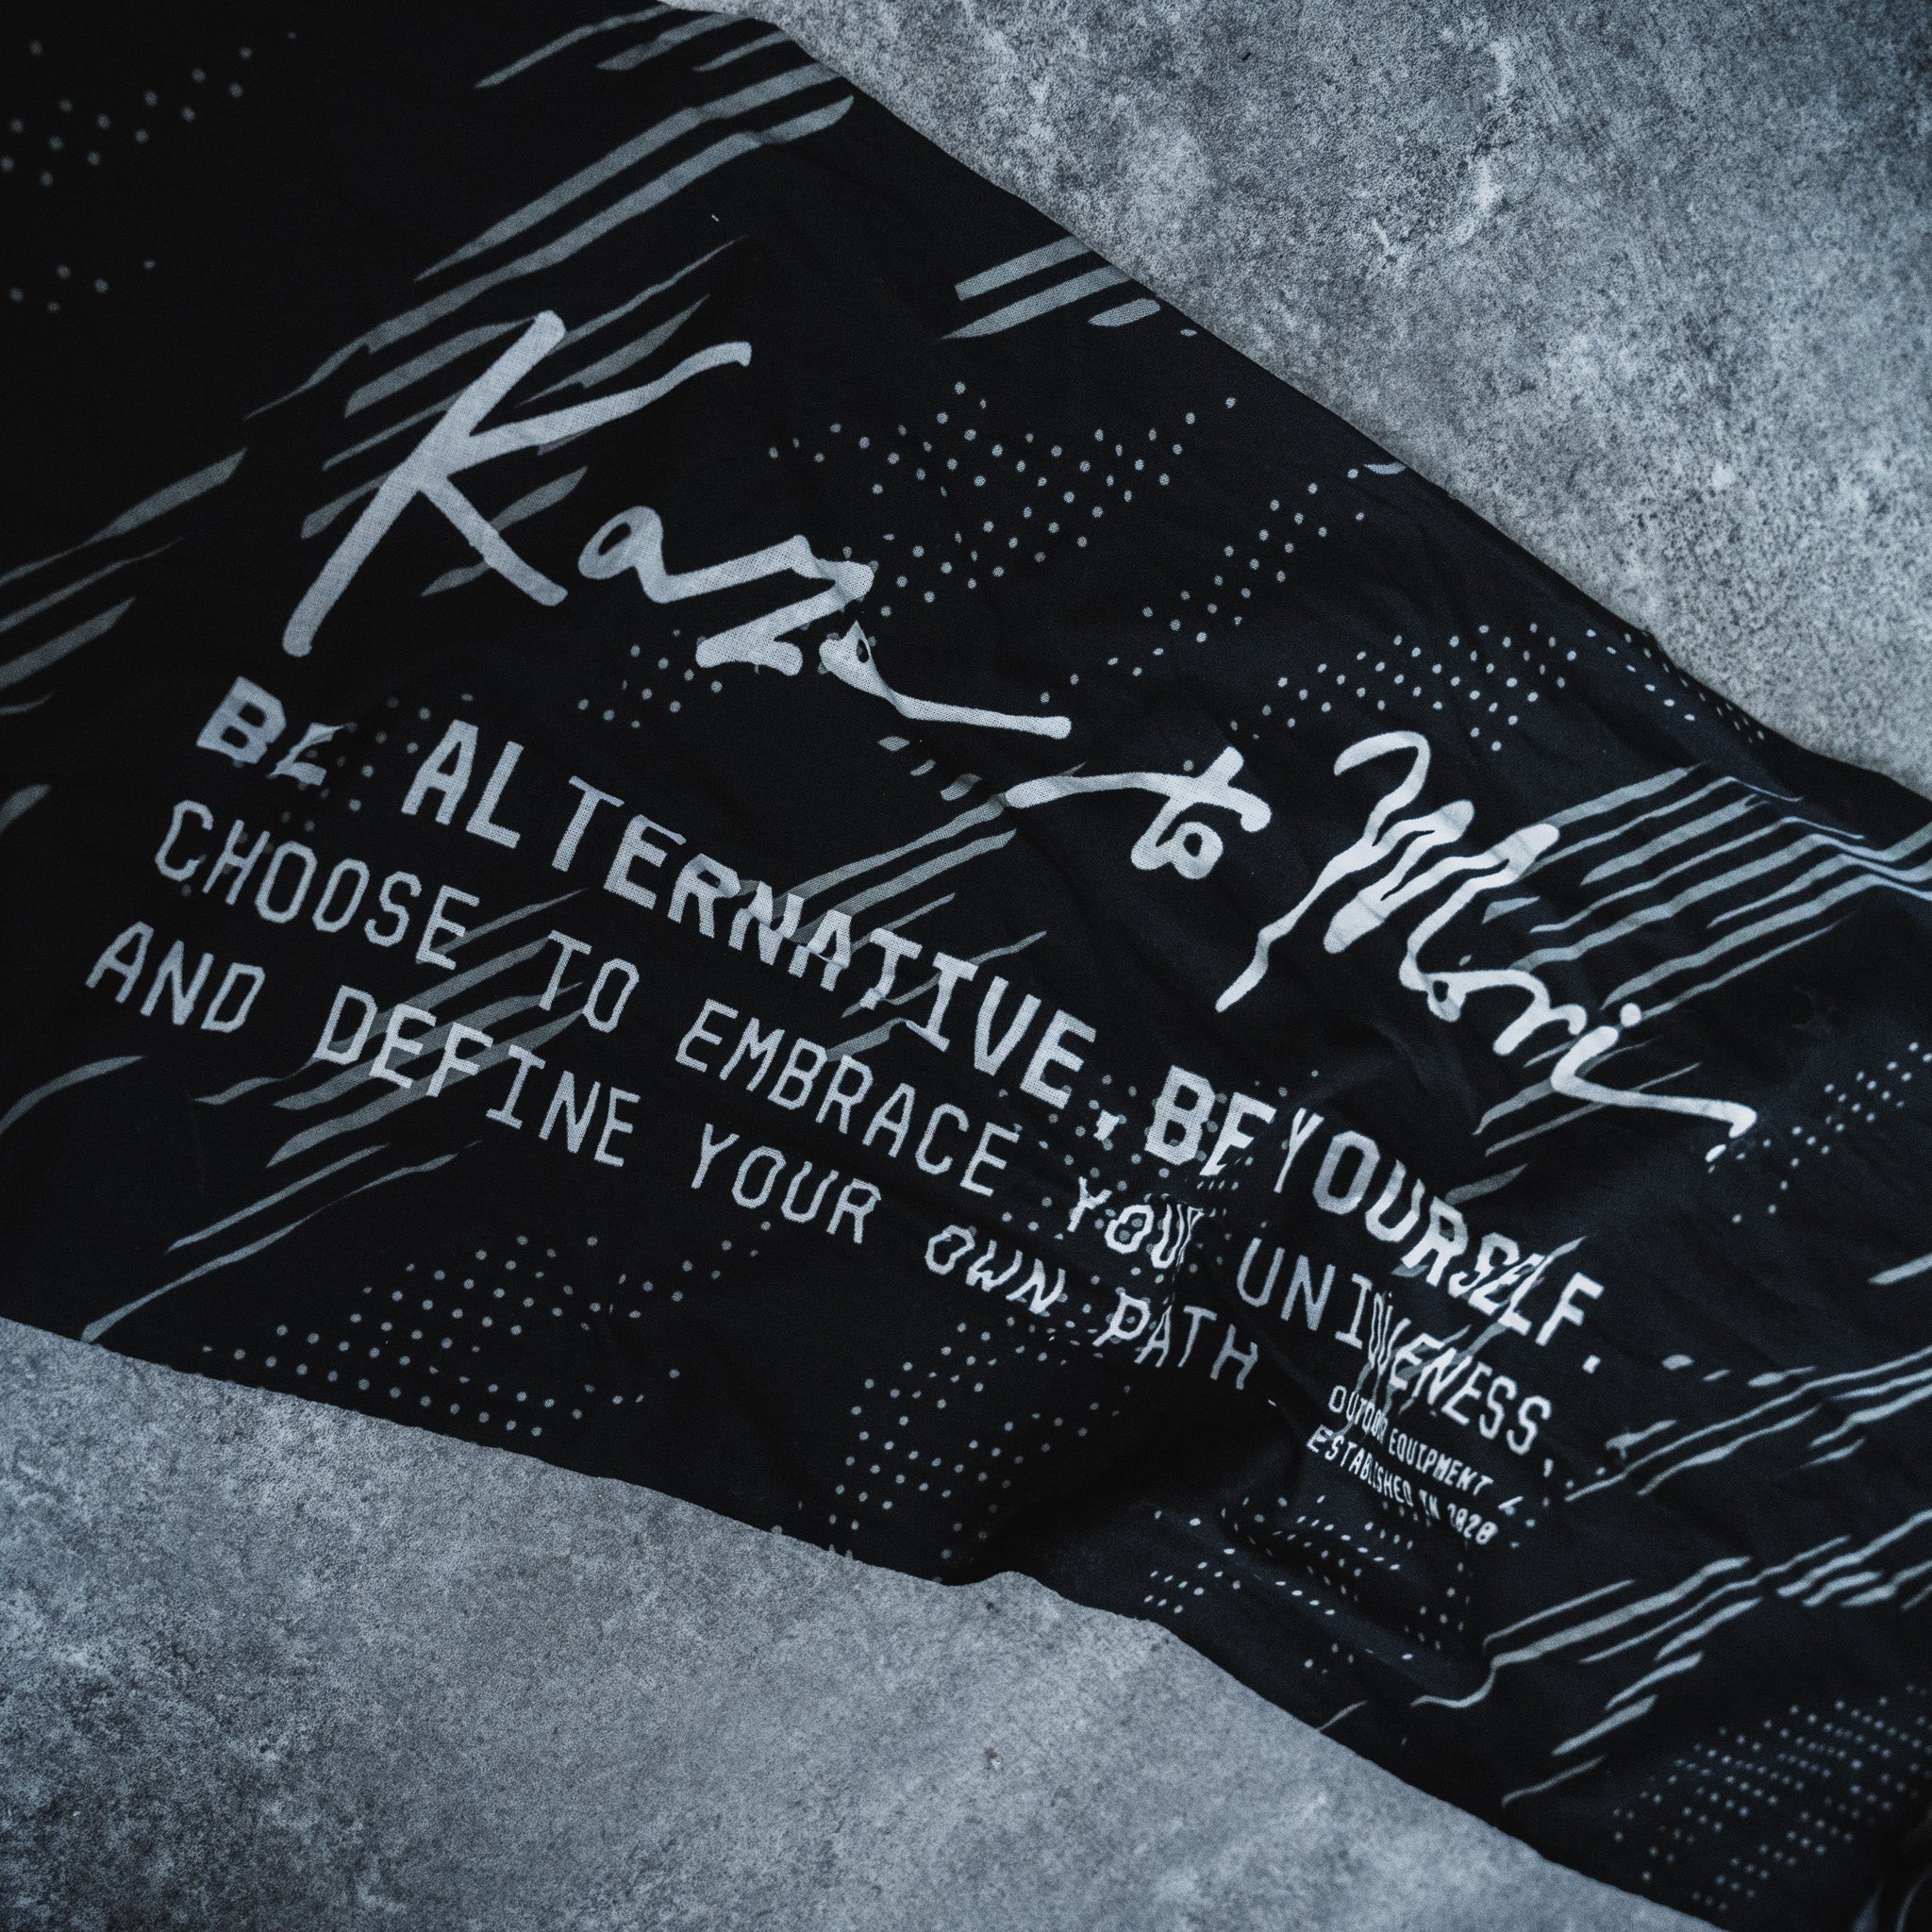 Kaze to Mori
BE ALTERNATIVE, BE YOURSELF.
CHOOSE TO EMBRACE YOUR UNIQUENESS,
AND DEFINE YOUR OWN PATH
OUTDOOR EQUIPMENT
ESTABLISHED IN 2020